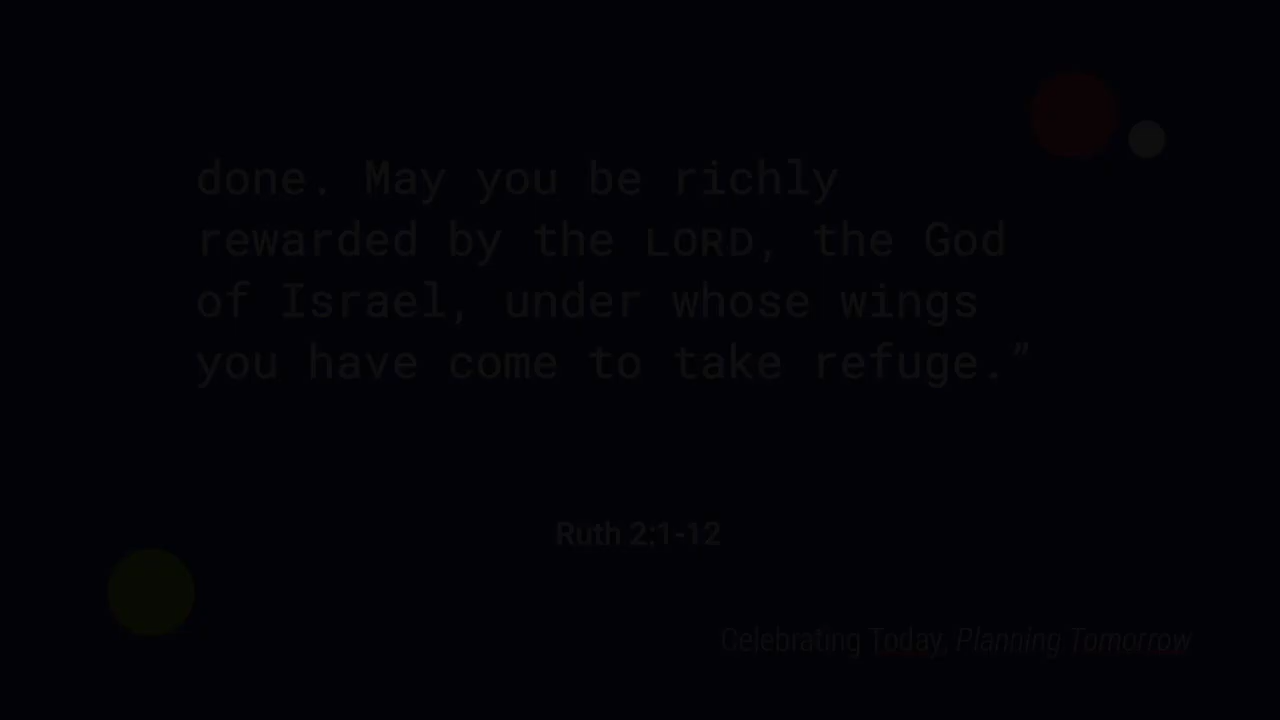 done. May you be richly
rewarded by the LORD, the God
of Israel, under whose wings
you have come to take refuge.”
Ruth 2:1-12
Celebrating Today, Planning Tomorrow